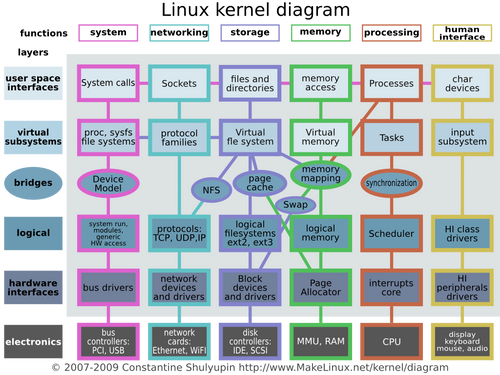 Linux kernel diagram
functions
system
networking
storage
memory
processing
human
interface
layers
user space
interfaces
System calls
Sockets
files and
directories
memory
access
Processes
char
devices
virtual
subsystems
proc, sysfs
file systems
protocol
families
Virtual
fle system
Virtual
memory
Tasks
input
subsystem
bridges
Device
Model
NFS
page
cache
memory
mapping
synchronization
Swap
logical
system run,
modules,
generic
HW access
protocols:
TCP, UDP,IP
logical
filesystems
ext2, ext3
logical
memory
Scheduler
HI class
drivers
hardware
interfaces
bus drivers
network
devices
and drivers
Block
devices
and drivers
Page
Allocator
interrupts
core
HI
peripherals
drivers
electronics
bus
controllers:
PCI, USB
network
cards:
Ethernet, WiFI
disk
controllers:
IDE, SCSI
MMU, RAM
CPU
display
keyboard
mouse, audio
© 2007-2009 Constantine Shulyupin http://www.MakeLinux.net/kernel/diagram